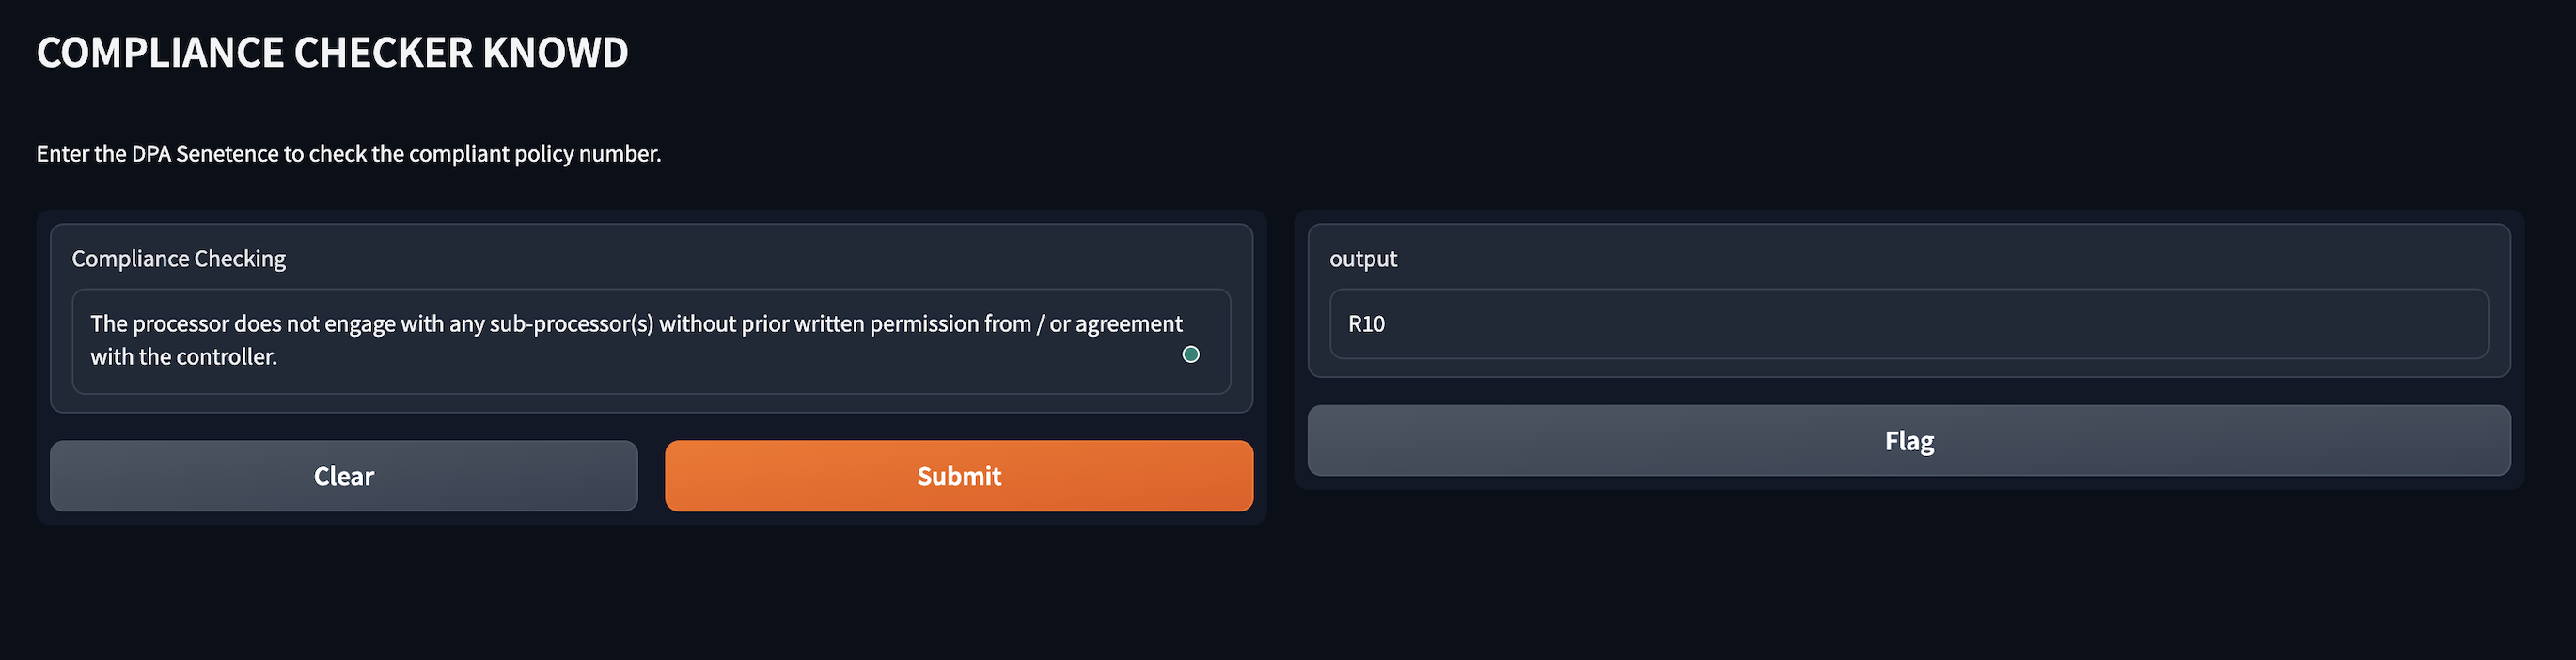 COMPLIANCE CHECKER KNOWD
Enter the DPA Senetence to check the compliant policy number.
Compliance Checking
The processor does not engage with any sub-processor(s) without prior written permission from / or agreement
with the controller.
Clear
Submit
output
R10
Flag